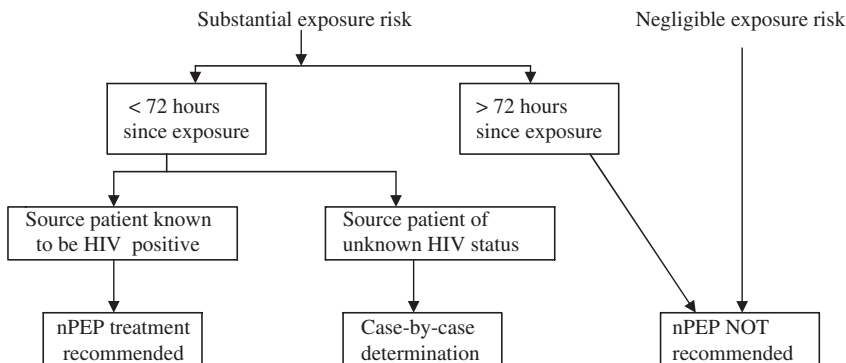 Substantial exposure risk
Negligible exposure risk
< 72 hours
since exposure
> 72 hours
since exposure
Source patient known
to be HIV positive
Source patient of
unknown HIV status
nPEP treatment
recommended
Case-by-case
determination
nPEP NOT
recommended